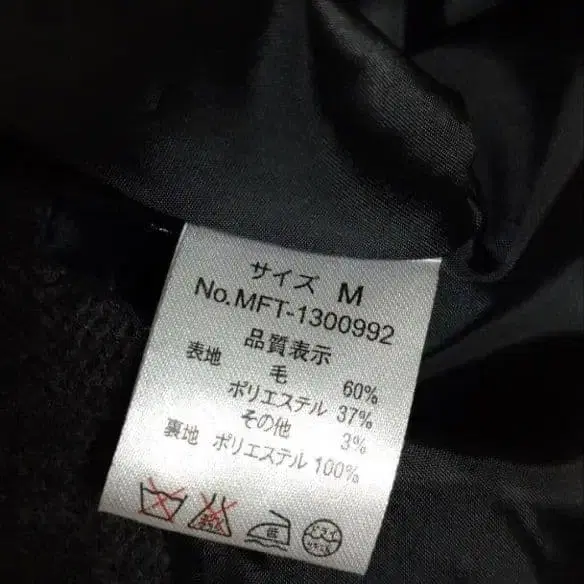 サイズ M
No.MFT-1300992
品質表示
表地 毛 60%
ポリエステル 37%
その他 3%
裏地 ポリエステル 100%
低